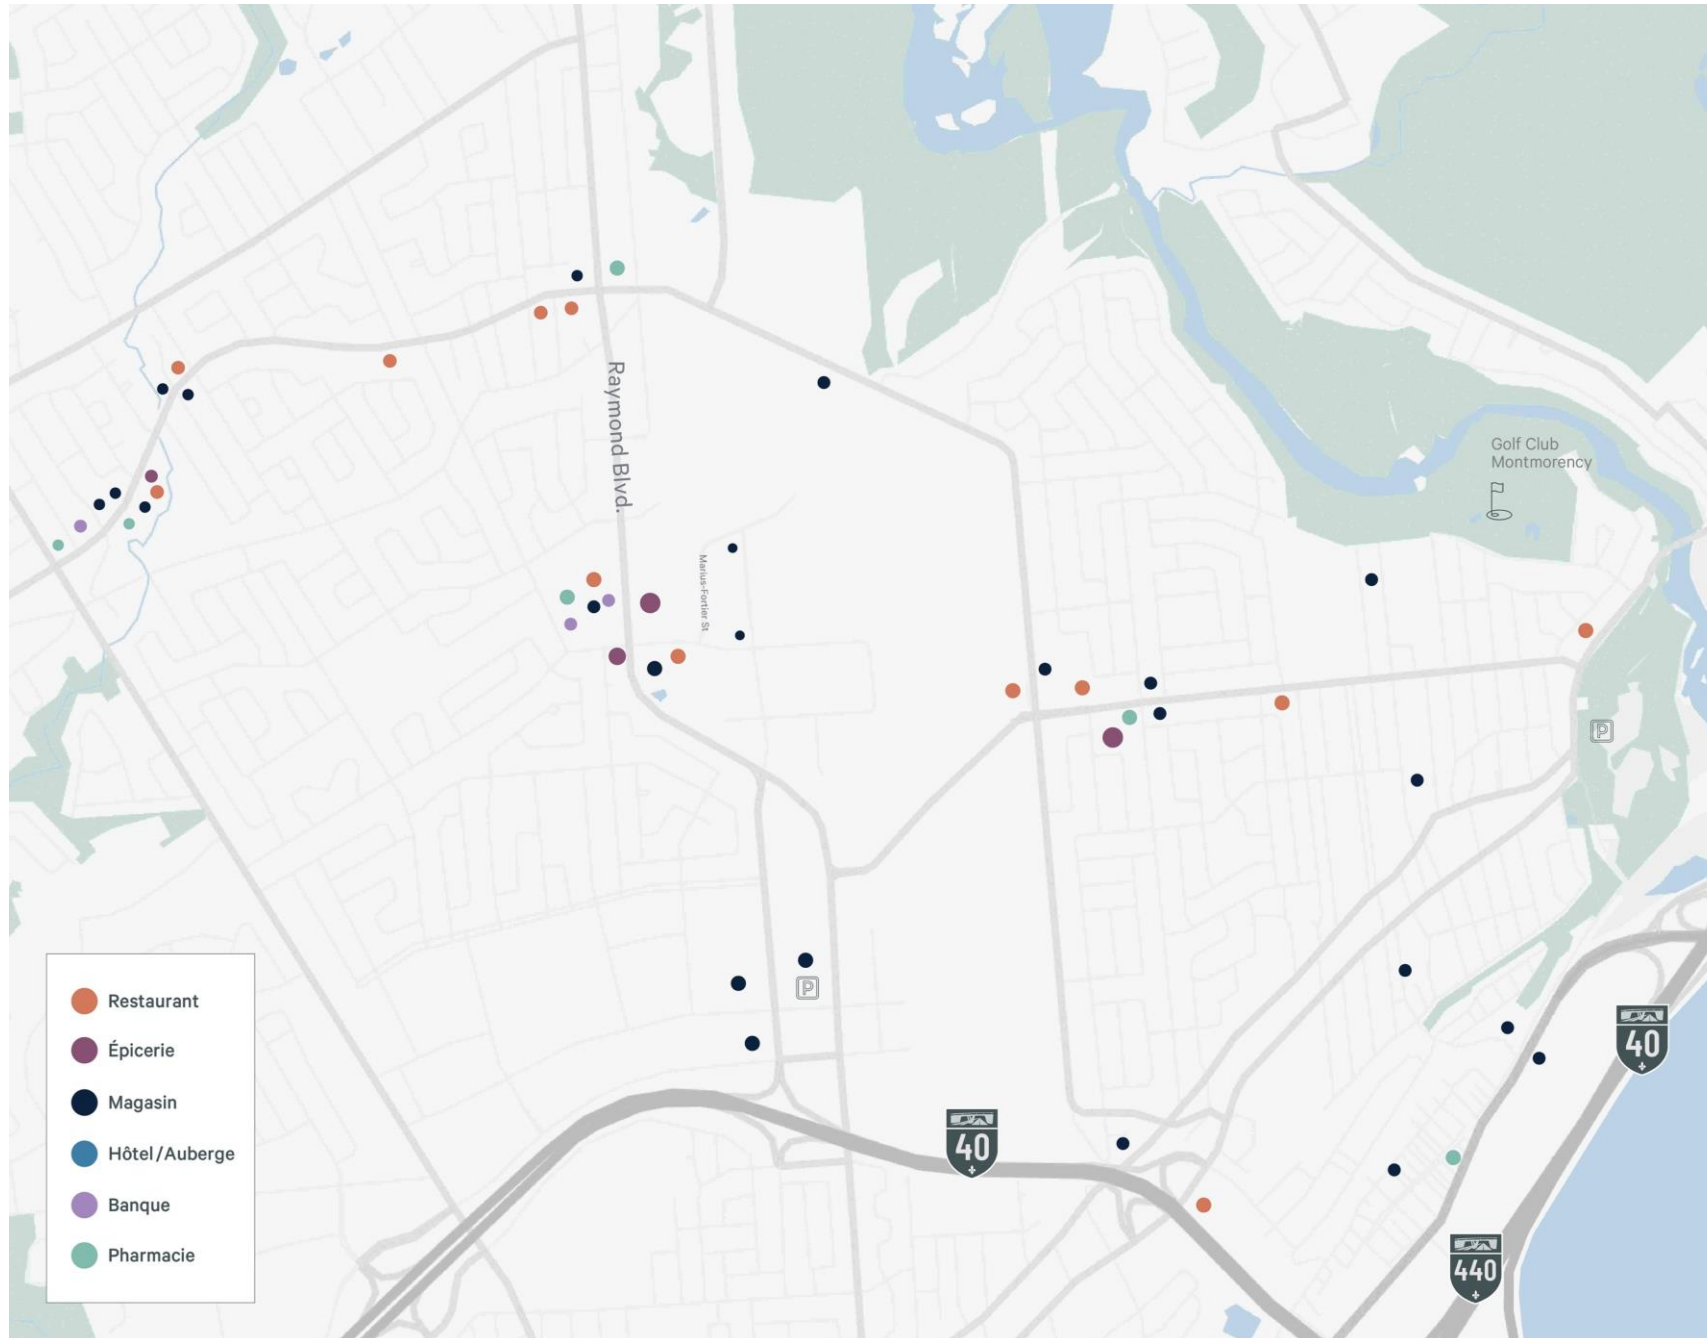 Raymond Blvd.
Golf Club
Montmorency
Marius-Fortier St
P
P
40
40
440
Restaurant
Épicerie
Magasin
Hôtel/Auberge
Banque
Pharmacie